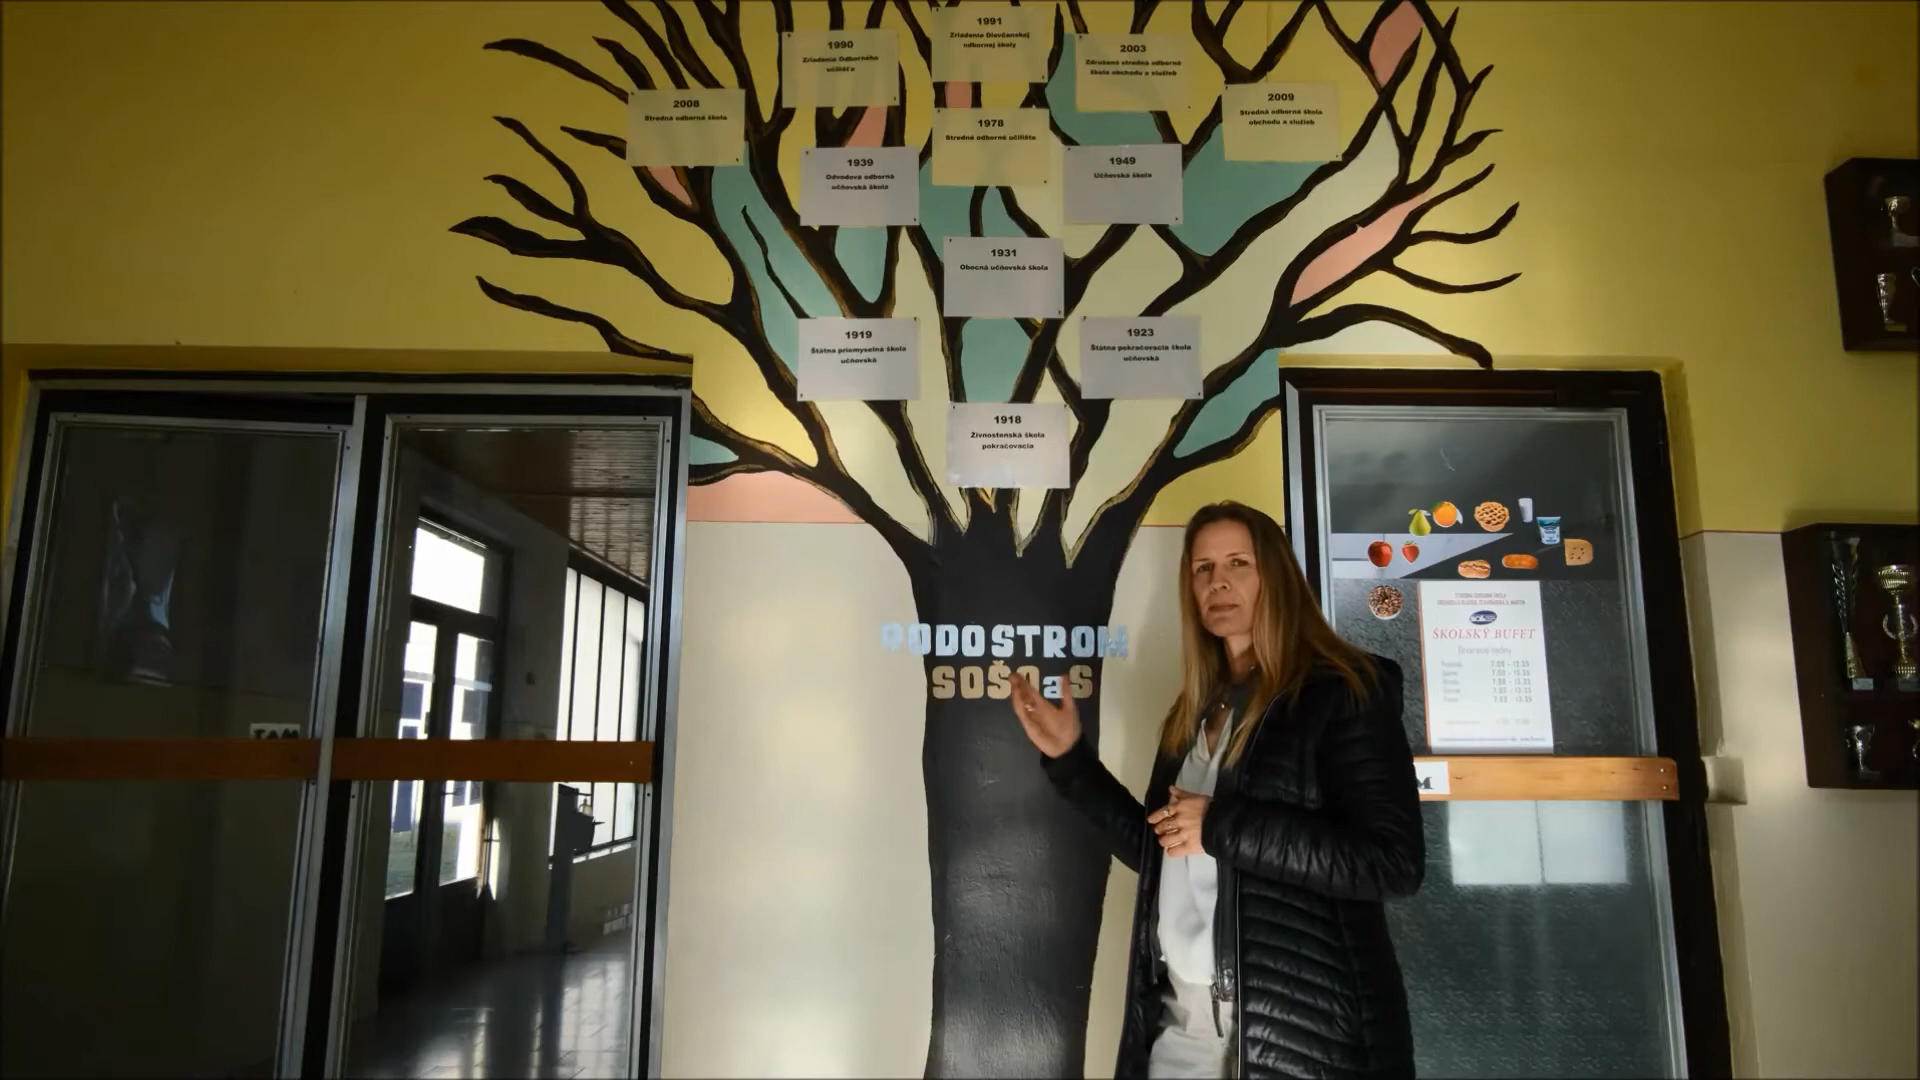 1991
Zriadenie Dievčenskej
odbornej školy
1990
Zriadenie Odborného
učilišťa
2003
Združená stredná odborná
škola obchodu a služieb
2008
Stredná odborná škola
2009
Stredná odborná škola
obchodu a služieb
1978
Stredné odborné učilište
1939
Odvodová odborná
učňovská škola
1949
Učňovská škola
1931
Obecná učňovská škola
1919
Štátna priemyselná škola
učňovská
1923
Štátna pokračovacia škola
učňovská
1918
Živnostenská škola
pokračovacia
RODOSTROM
SOŠOaS
TAM
ŠKOLSKÝ BUFET
Otváracie hodiny